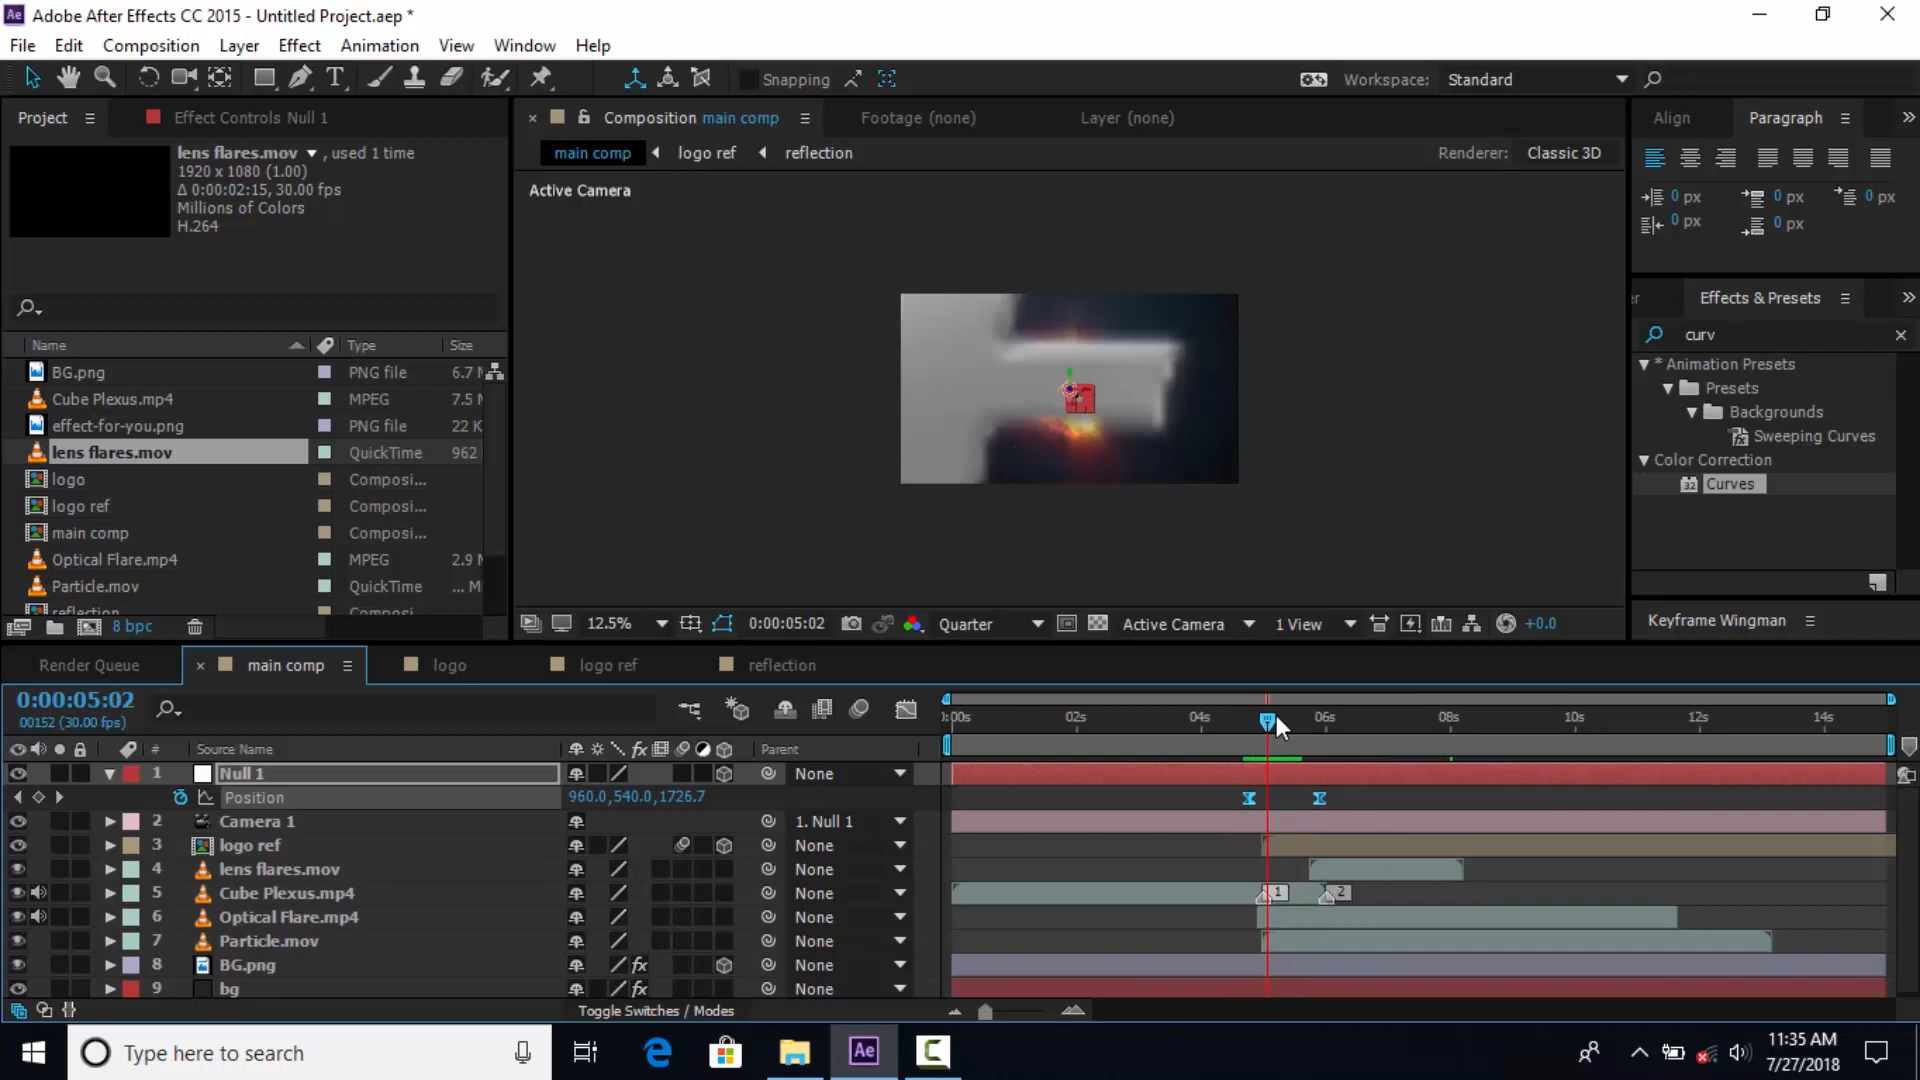 Ae Adobe After Effects CC 2015 - Untitled Project.aep *
File Edit Composition Layer Effect Animation View Window Help
Snapping
Workspace: Standard
Project
Effect Controls Null 1
Composition main comp
Footage (none)
Layer (none)
Align
Paragraph
lens flares.mov , used 1 time
1920 x 1080 (1.00)
Δ 0:00:02:15, 30.00 fps
Millions of Colors
H.264
main comp
logo ref
reflection
Renderer: Classic 3D
Active Camera
0 px 0 px 0 px
0 px 0 px
Effects & Presets
curv
* Animation Presets
Presets
Backgrounds
Sweeping Curves
Color Correction
32 Curves
Name Type Size
BG.png PNG file 6.7
Cube Plexus.mp4 MPEG 7.5
effect-for-you.png PNG file 22 K
lens flares.mov QuickTime 962
logo Composi...
logo ref Composi...
main comp Composi...
Optical Flare.mp4 MPEG 2.9
Particle.mov QuickTime ... M
reflection Composi
8 bpc
12.5% 0:00:05:02 Quarter Active Camera 1 View +0.0
Keyframe Wingman
Render Queue main comp logo logo ref reflection
0:00:05:02
00152 (30.00 fps)
:00s 02s 04s 06s 08s 10s 12s 14s
# Source Name fx Parent
1 Null 1 None
Position 960.0,540.0,1726.7
2 Camera 1 1. Null 1
3 logo ref None
4 lens flares.mov None
5 Cube Plexus.mp4 None 1 2
6 Optical Flare.mp4 None
7 Particle.mov None
8 BG.png fx None
9 bg fx None
Toggle Switches / Modes
Type here to search
Ae
11:35 AM
7/27/2018